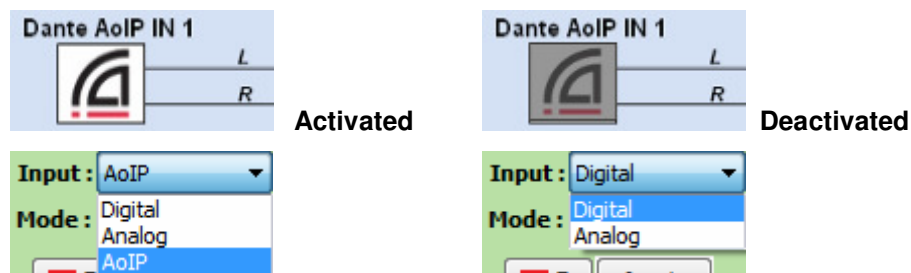 Dante AoIP IN 1
L
R
Activated
Input : AoIP
Mode :
Digital
Analog
AoIP
Dante AoIP IN 1
L
R
Deactivated
Input : Digital
Mode :
Digital
Analog